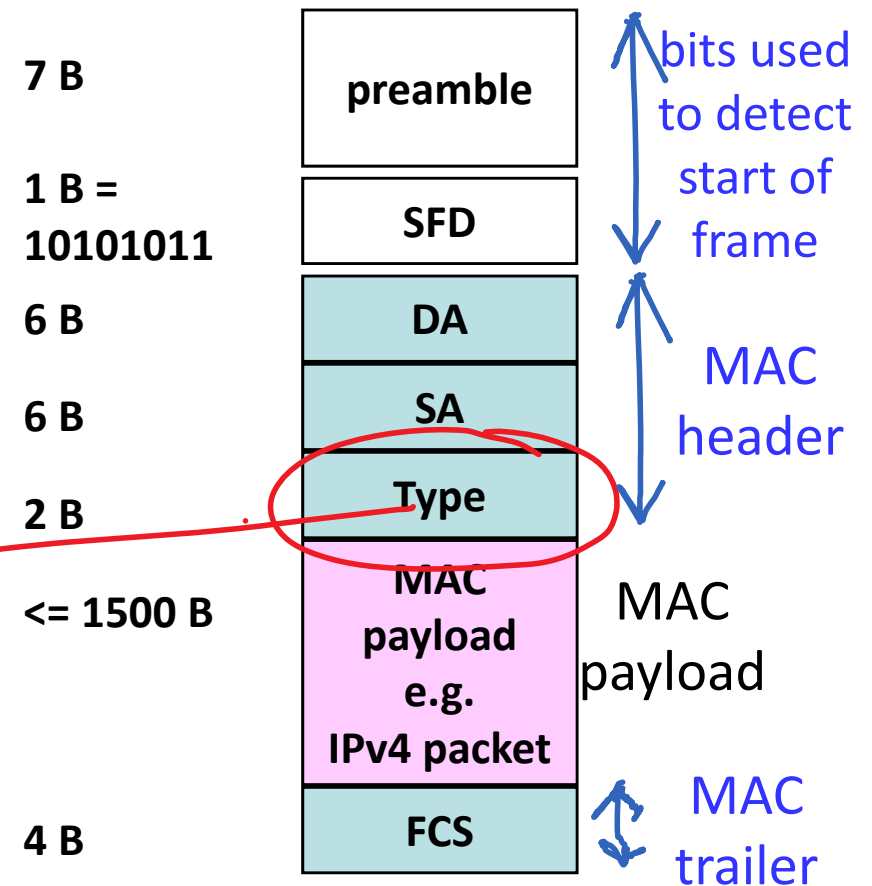 7 B
preamble
bits used
to detect
start of
frame
1 B =
10101011
SFD
6 B
DA
MAC
header
6 B
SA
2 B
Type
<= 1500 B
MAC
payload
e.g.
IPv4 packet
MAC
payload
4 B
FCS
MAC
trailer